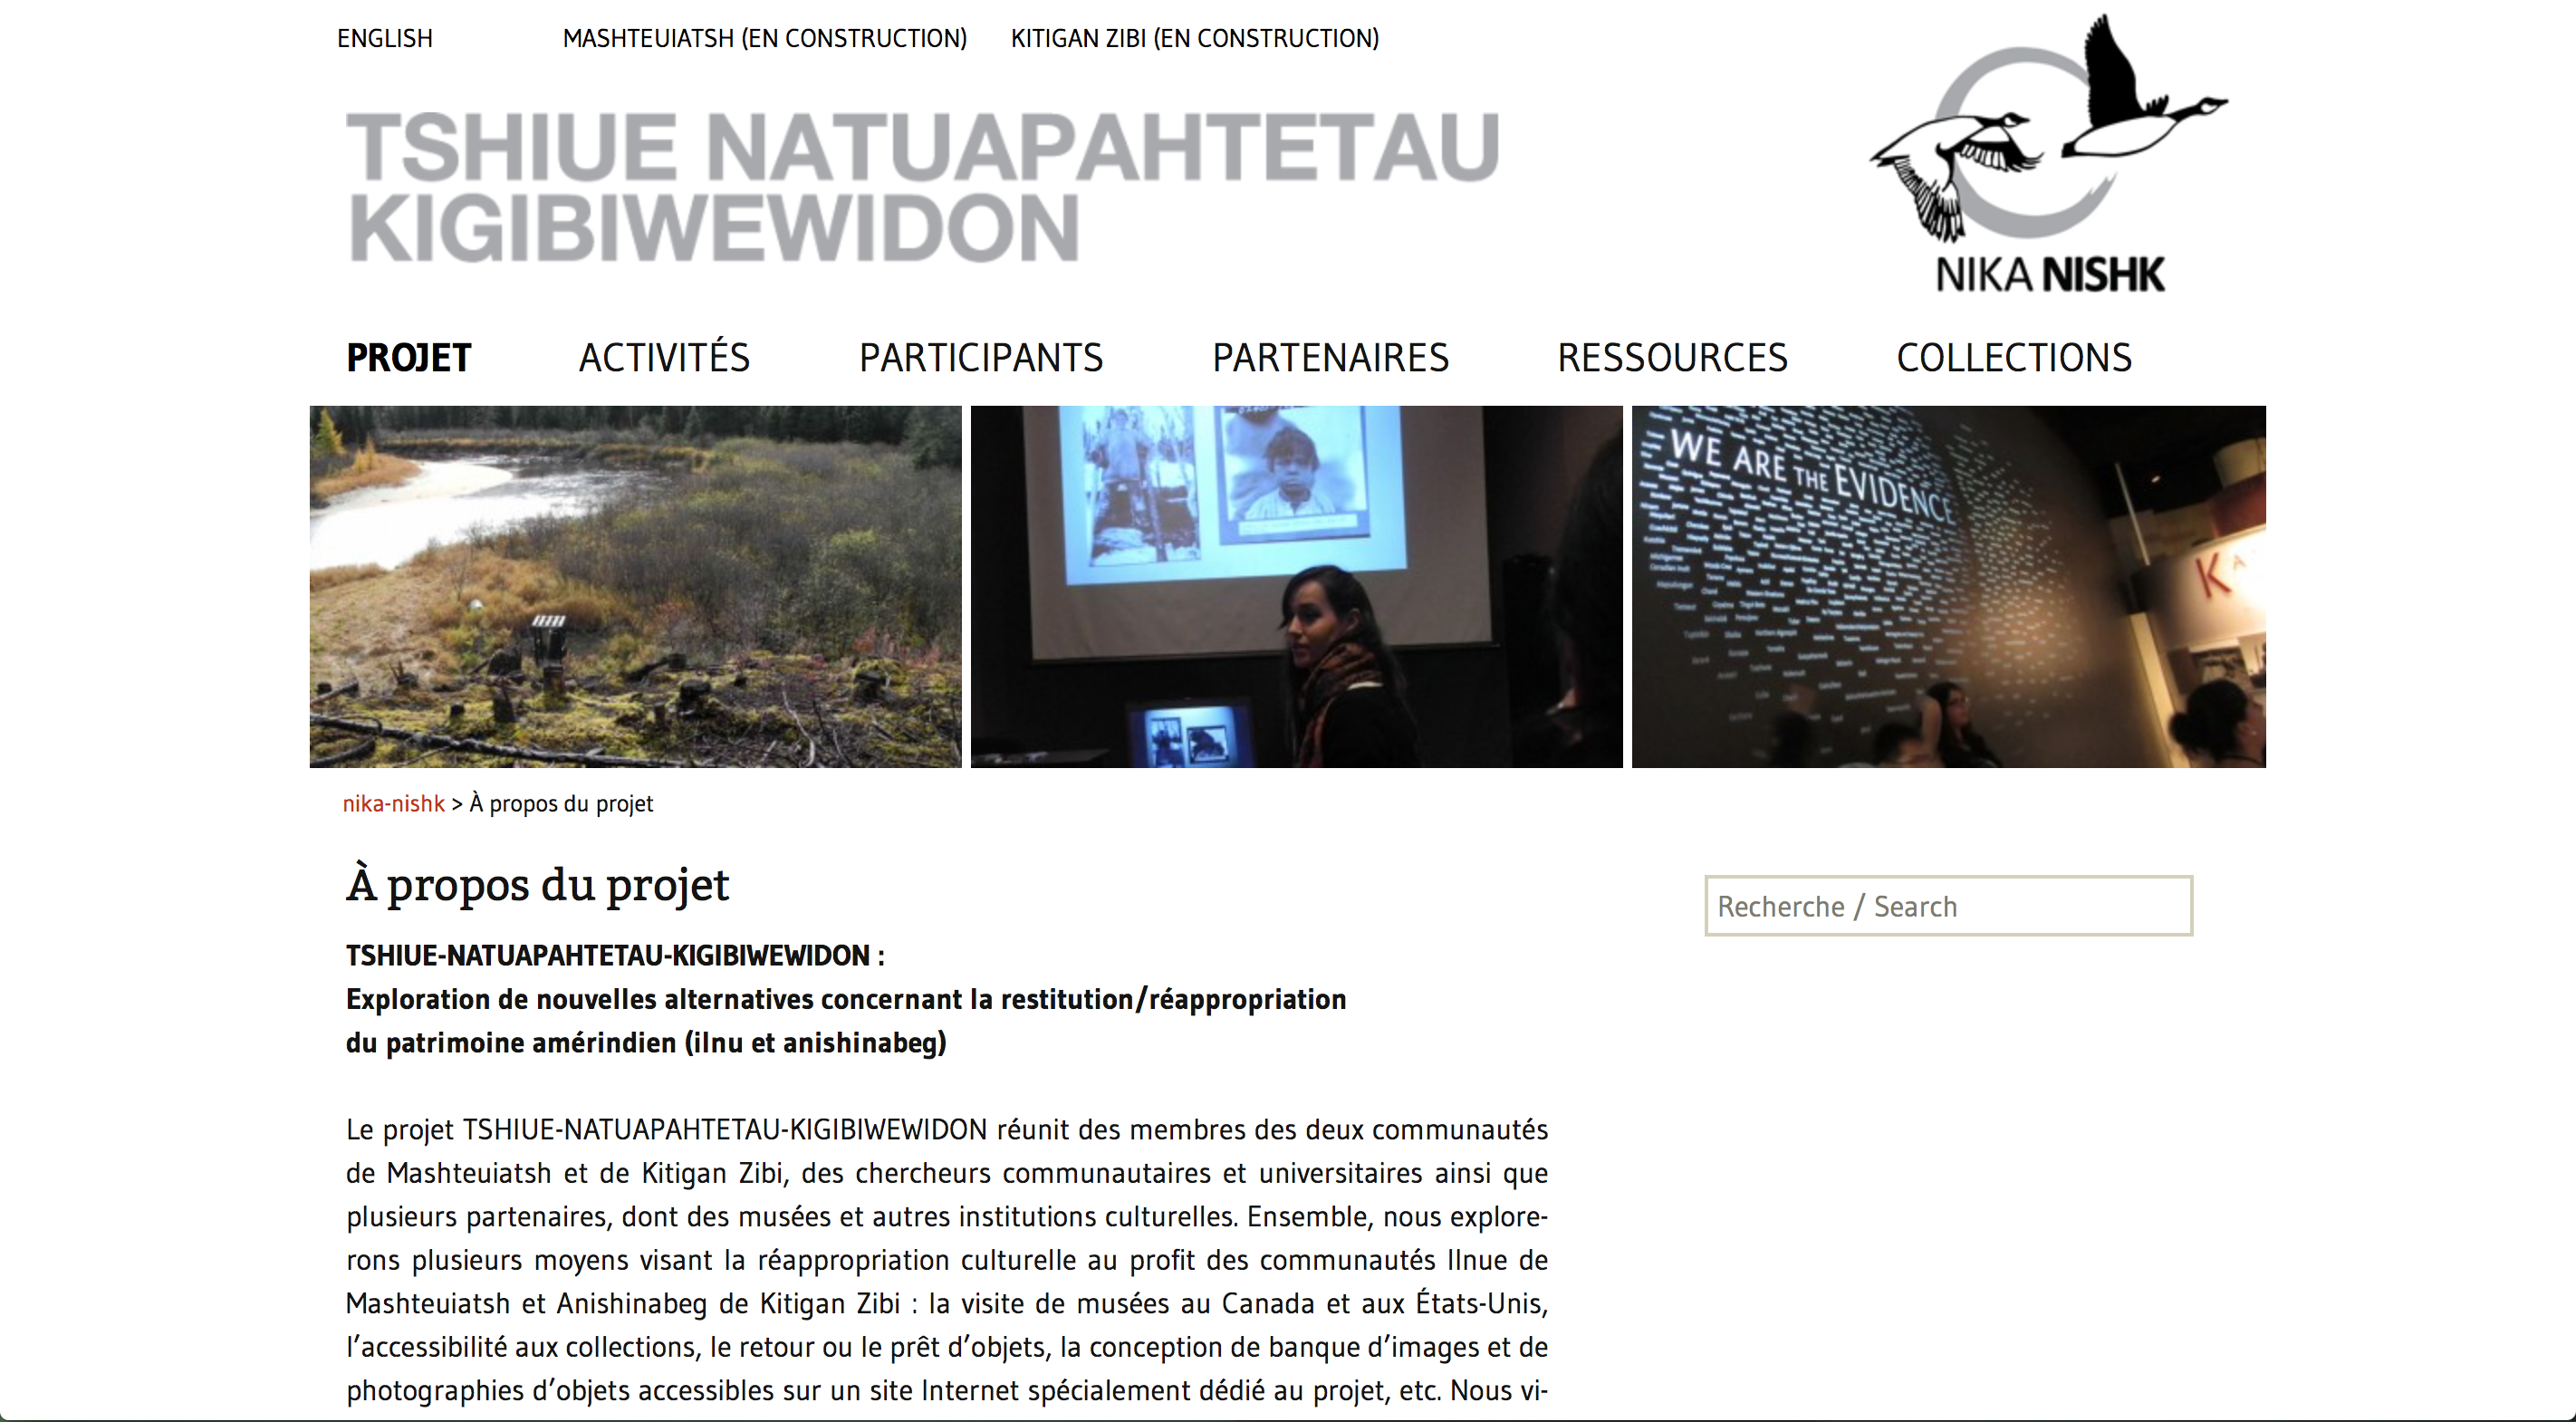 ENGLISH MASHTEUIATSH (EN CONSTRUCTION) KITIGAN ZIBI (EN CONSTRUCTION)
TSHIUE NATUAPAHTETAU
KIGIBIWEWIDON
NIKA NISHK
PROJET ACTIVITÉS PARTICIPANTS PARTENAIRES RESSOURCES COLLECTIONS
WE ARE THE EVIDENCE
nika-nishk > À propos du projet
À propos du projet
Recherche / Search
TSHIUE-NATUAPAHTETAU-KIGIBIWEWIDON :
Exploration de nouvelles alternatives concernant la restitution/réappropriation
du patrimoine amérindien (ilnu et anishinabeg)
Le projet TSHIUE-NATUAPAHTETAU-KIGIBIWEWIDON réunit des membres des deux communautés
de Mashteuiatsh et de Kitigan Zibi, des chercheurs communautaires et universitaires ainsi que
plusieurs partenaires, dont des musées et autres institutions culturelles. Ensemble, nous explore-
rons plusieurs moyens visant la réappropriation culturelle au profit des communautés Ilnue de
Mashteuiatsh et Anishinabeg de Kitigan Zibi : la visite de musées au Canada et aux États-Unis,
l’accessibilité aux collections, le retour ou le prêt d’objets, la conception de banque d’images et de
photographies d’objets accessibles sur un site Internet spécialement dédié au projet, etc. Nous vi-